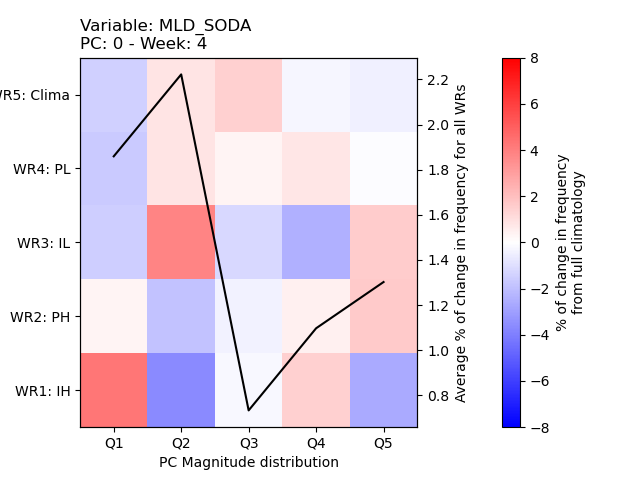 Variable: MLD_SODA
PC: 0 - Week: 4
WR5: Clima
WR4: PL
WR3: IL
WR2: PH
WR1: IH
Q1 Q2 Q3 Q4 Q5
PC Magnitude distribution
2.2
2.0
1.8
1.6
1.4
1.2
1.0
0.8
Average % of change in frequency for all WRs
8
6
4
2
0
−2
−4
−6
−8
% of change in frequency
from full climatology